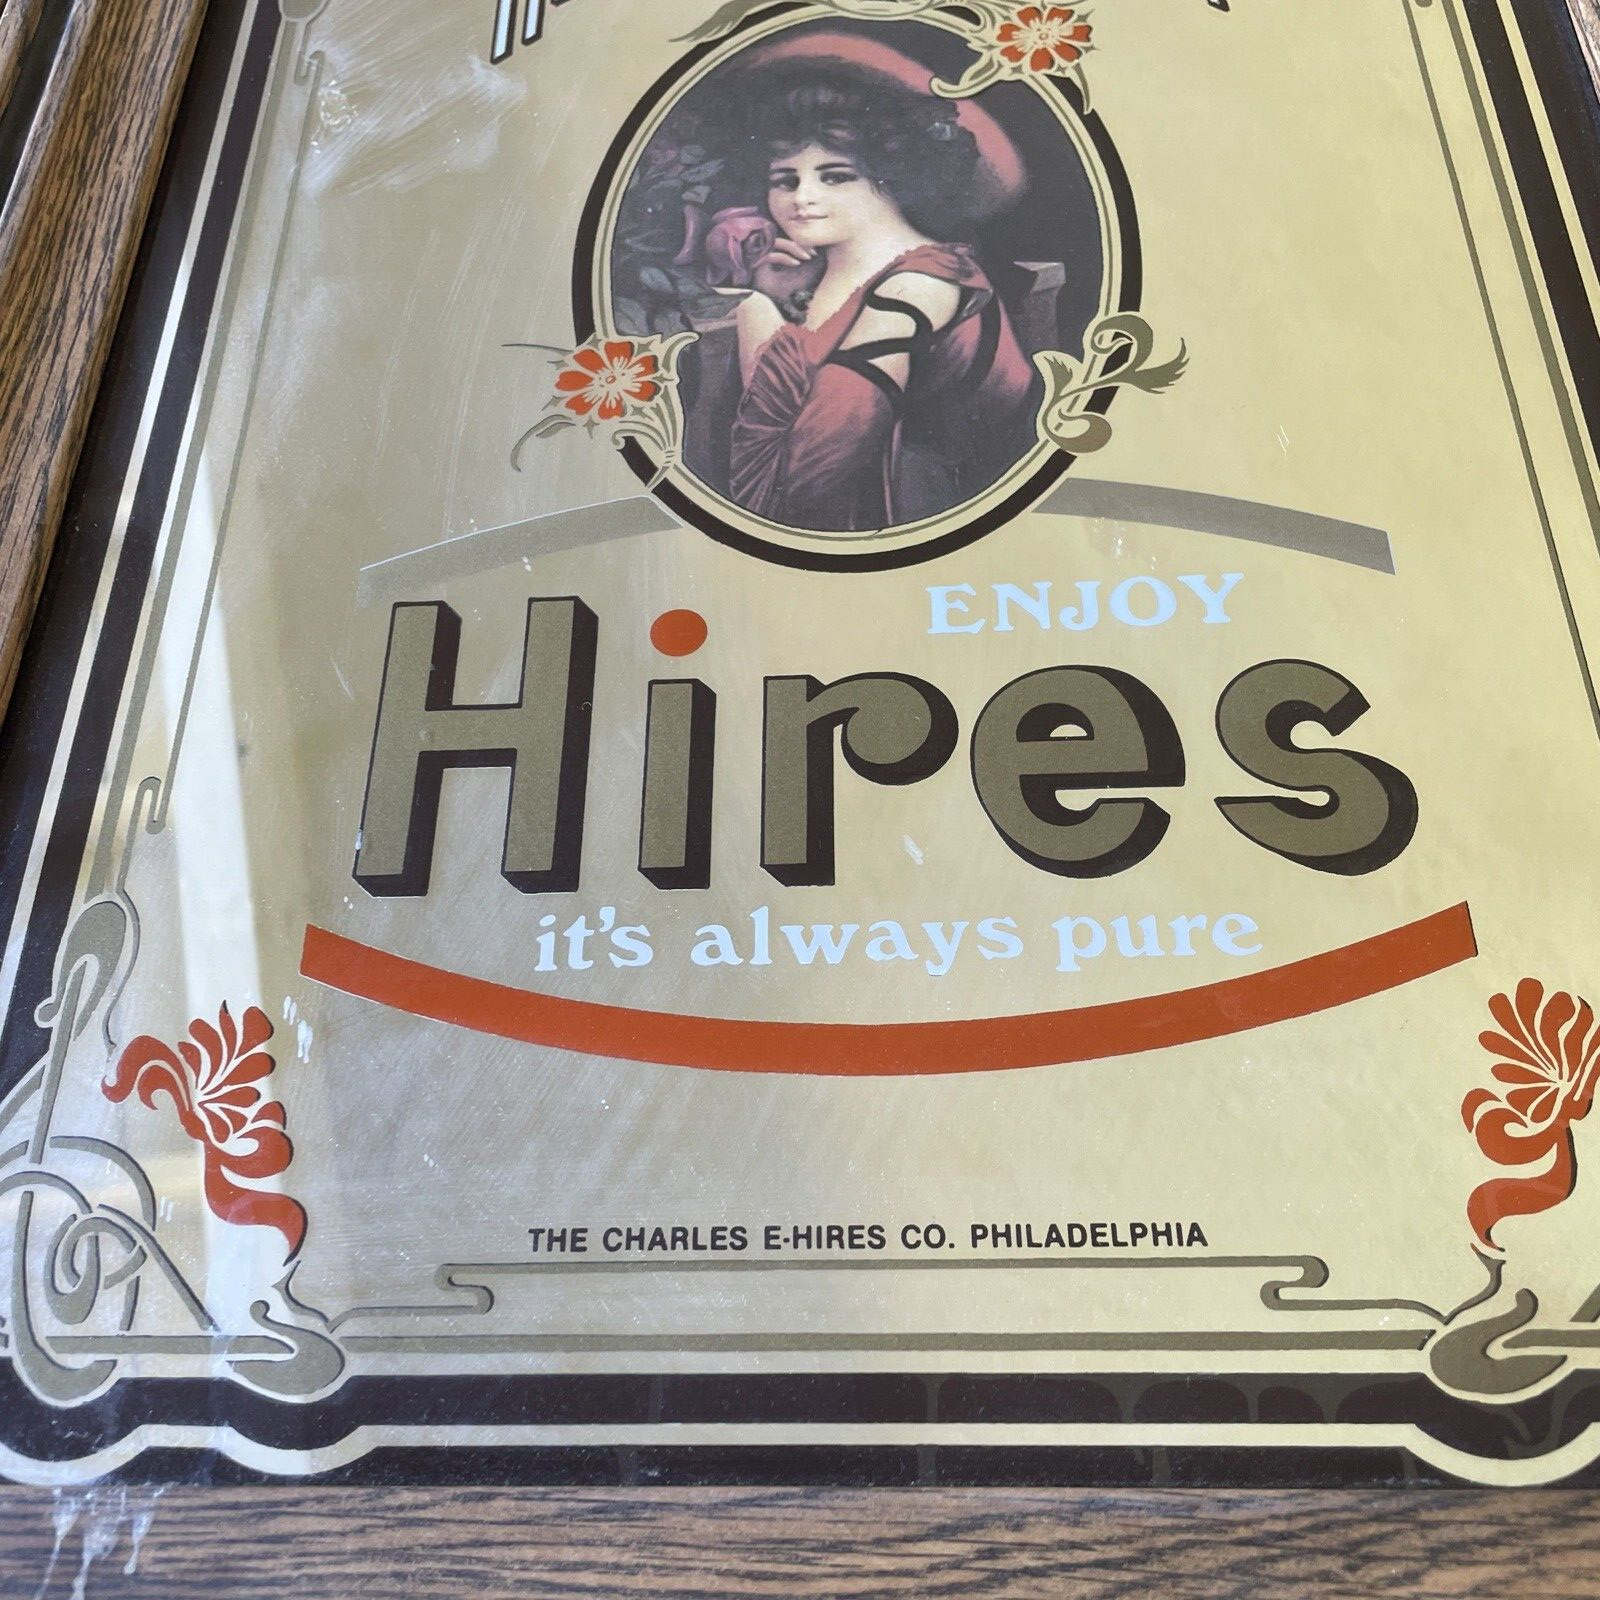 ENJOY
Hires
it's always pure
THE CHARLES E-HIRES CO. PHILADELPHIA